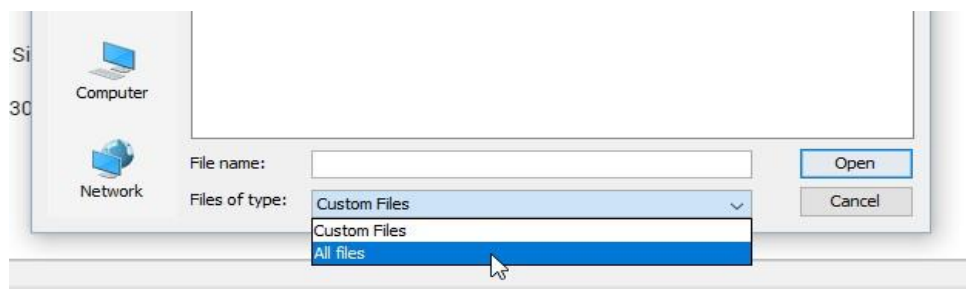 Si
Computer
30
File name:
Open
Network
Files of type:
Custom Files
Cancel
Custom Files
All files